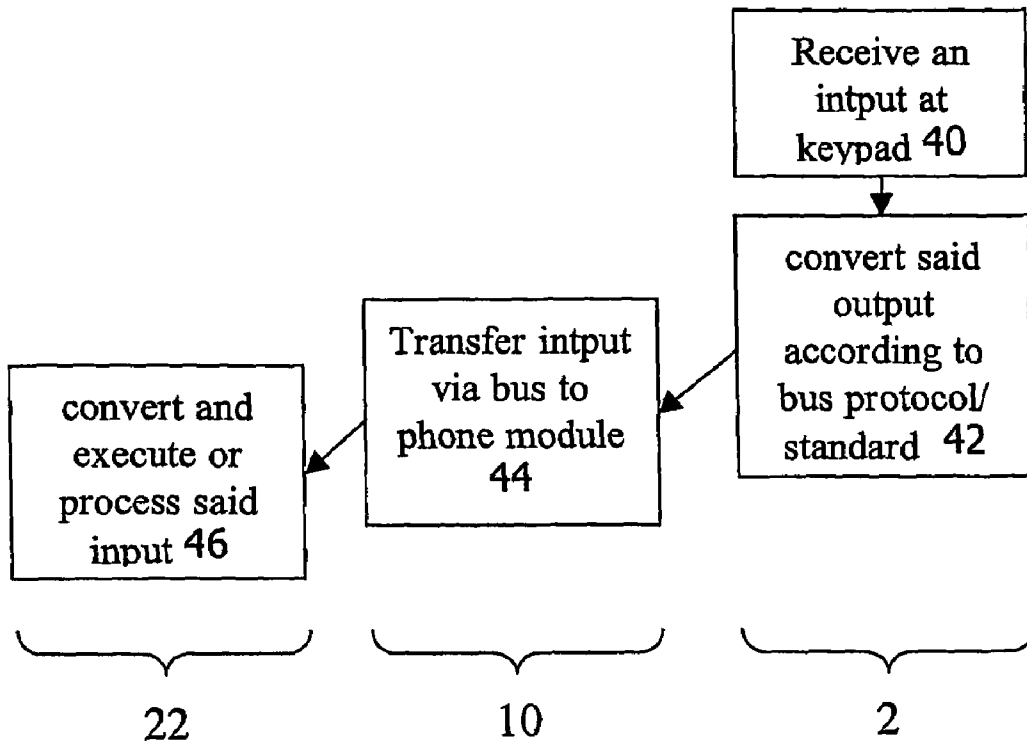 Receive an
intput at
keypad 40
convert said
output
according to
bus protocol/
standard 42
Transfer intput
via bus to
phone module
44
convert and
execute or
process said
input 46
22
10
2